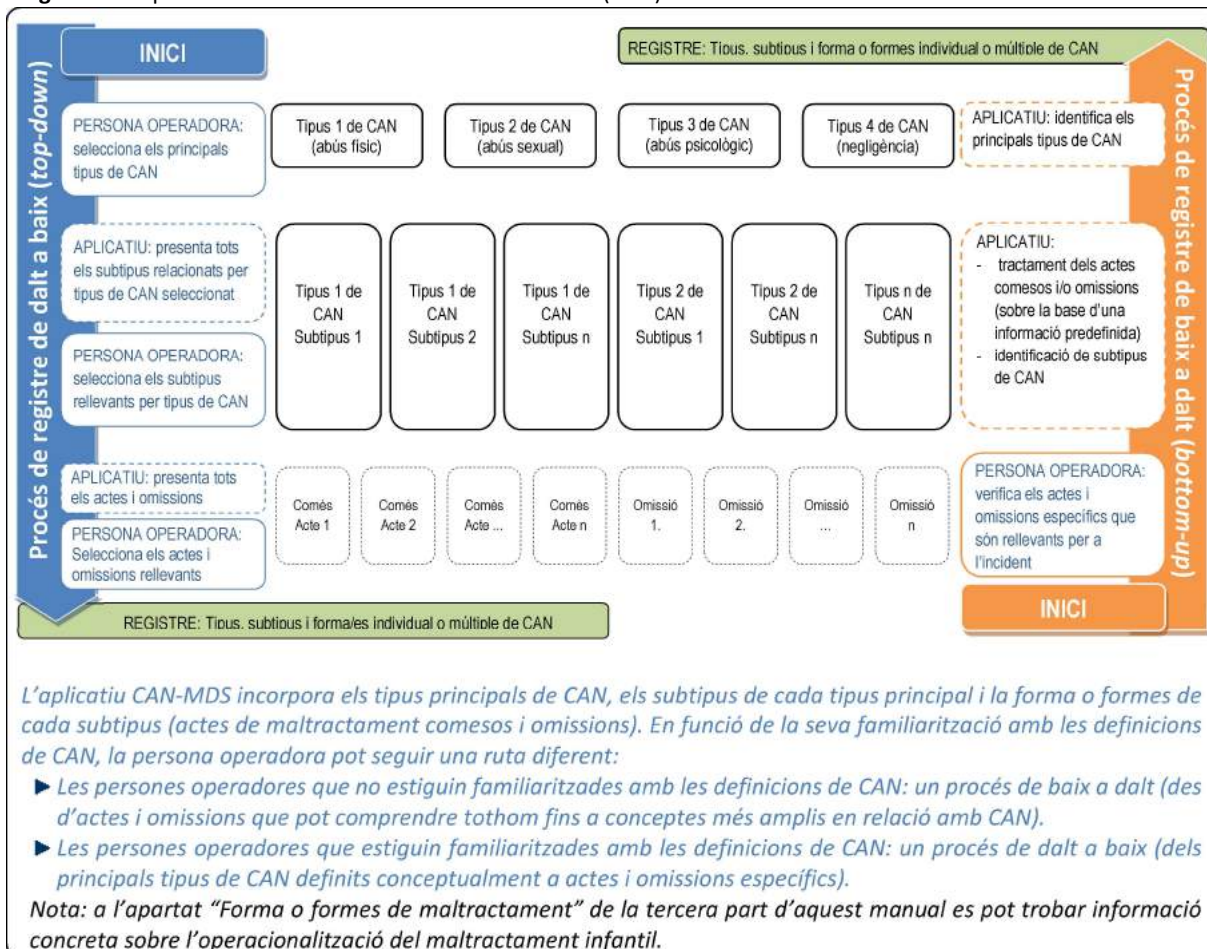 INICI
REGISTRE: Tipus. subtipus i forma o formes individual o múltiple de CAN
Procés de registre de dalt a baix (top-down)
Procés de registre de baix a dalt (bottom-up)
PERSONA OPERADORA:
selecciona els principals
tipus de CAN
Tipus 1 de CAN
(abús físic)
Tipus 2 de CAN
(abús sexual)
Tipus 3 de CAN
(abús psicològic)
Tipus 4 de CAN
(negligència)
APLICATIU: identifica els
principals tipus de CAN
APLICATIU: presenta tots
els subtipus relacionats per
tipus de CAN seleccionat
PERSONA OPERADORA:
selecciona els subtipus
rellevants per tipus de CAN
Tipus 1 de
CAN
Subtipus 1
Tipus 1 de
CAN
Subtipus 2
Tipus 1 de
CAN
Subtipus n
Tipus 2 de
CAN
Subtipus 1
Tipus 2 de
CAN
Subtipus n
Tipus n de
CAN
Subtipus n
APLICATIU:
- tractament dels actes
comesos i/o omissions
(sobre la base d'una
informació predefinida)
- identificació de subtipus
de CAN
APLICATIU: presenta tots
els actes i omissions
PERSONA OPERADORA:
Selecciona els actes i
omissions rellevants
Comès
Acte 1
Comès
Acte 2
Comès
Acte ...
Comès
Acte n
Omissió
1.
Omissió
2.
Omissió
...
Omissió
n
PERSONA OPERADORA:
verifica els actes i
omissions específics que
són rellevants per a
l'incident
INICI
REGISTRE: Tipus. subtipus i forma/es individual o múltiple de CAN
L'aplicatiu CAN-MDS incorpora els tipus principals de CAN, els subtipus de cada tipus principal i la forma o formes de
cada subtipus (actes de maltractament comesos i omissions). En funció de la seva familiarització amb les definicions
de CAN, la persona operadora pot seguir una ruta diferent:
► Les persones operadores que no estiguin familiaritzades amb les definicions de CAN: un procés de baix a dalt (des
d'actes i omissions que pot comprendre tothom fins a conceptes més amplis en relació amb CAN).
► Les persones operadores que estiguin familiaritzades amb les definicions de CAN: un procés de dalt a baix (dels
principals tipus de CAN definits conceptualment a actes i omissions específics).
Nota: a l'apartat "Forma o formes de maltractament" de la tercera part d'aquest manual es pot trobar informació
concreta sobre l'operacionalització del maltractament infantil.